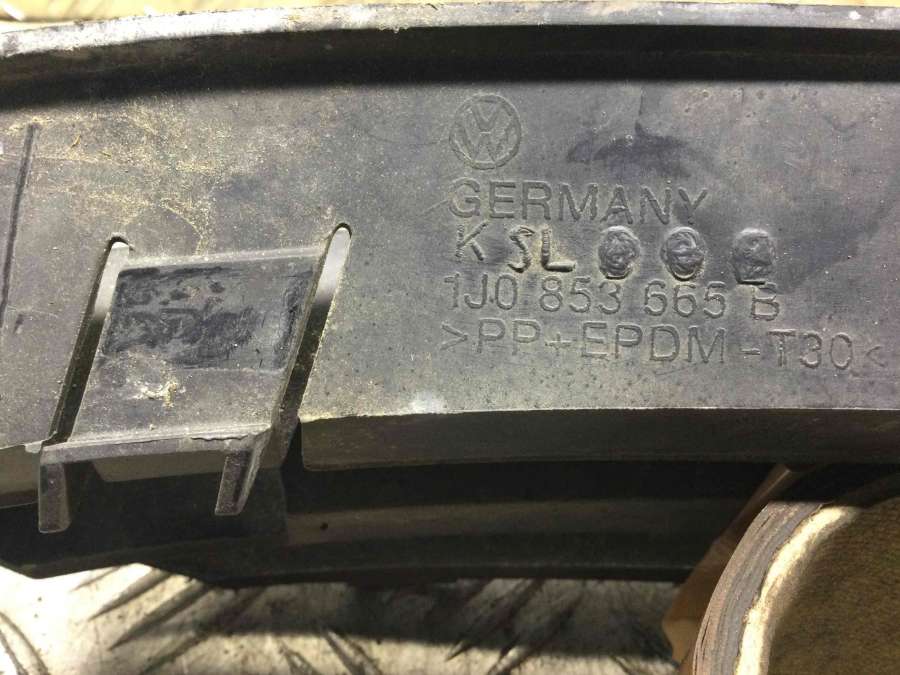 GERMANY
K SL
1J0 853 665 B
>PP+EPDM-T30<